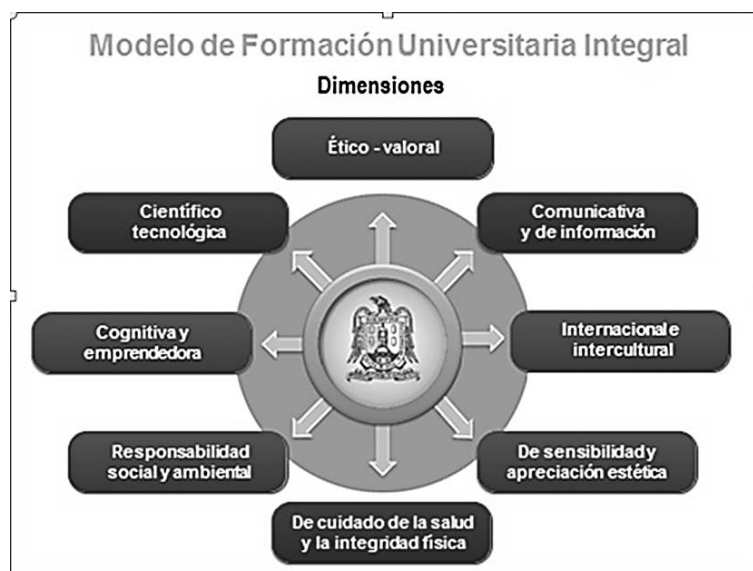 Modelo de Formación Universitaria Integral
Dimensiones
Ético - valoral
Científico
tecnológica
Comunicativa
y de información
Cognitiva y
emprendedora
Internacional e
intercultural
Responsabilidad
social y ambiental
De sensibilidad y
apreciación estética
De cuidado de la salud
y la integridad física